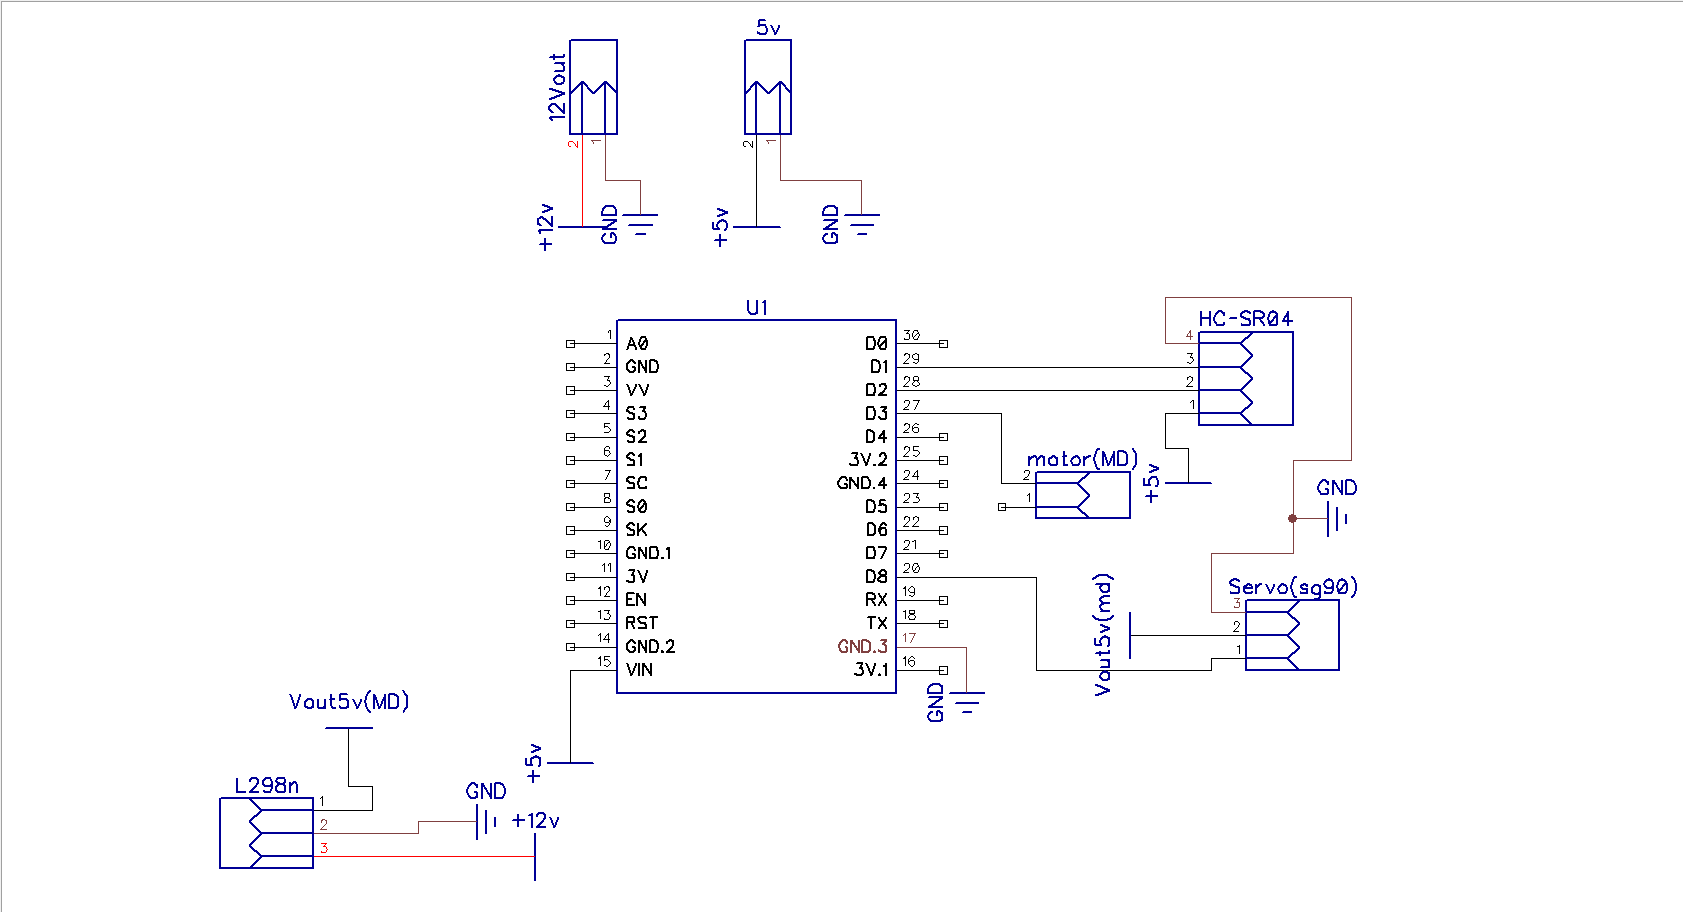 5v
12Vout
2 1
2 1
+12v
GND
+5v
GND
U1
1 A0
2 GND
3 VV
4 S3
5 S2
6 S1
7 SC
8 S0
9 SK
10 GND.1
11 3V
12 EN
13 RST
14 GND.2
15 VIN
D0 30
D1 29
D2 28
D3 27
D4 26
3V.2 25
GND.4 24
D5 23
D6 22
D7 21
D8 20
RX 19
TX 18
GND.3 17
3V.1 16
HC-SR04
4
3
2
1
motor(MD)
2
1
+5v
GND
Servo(sg90)
3
2
1
Vout5v(md)
GND
+5v
Vout5v(MD)
L298n
1
2
3
GND
+12v